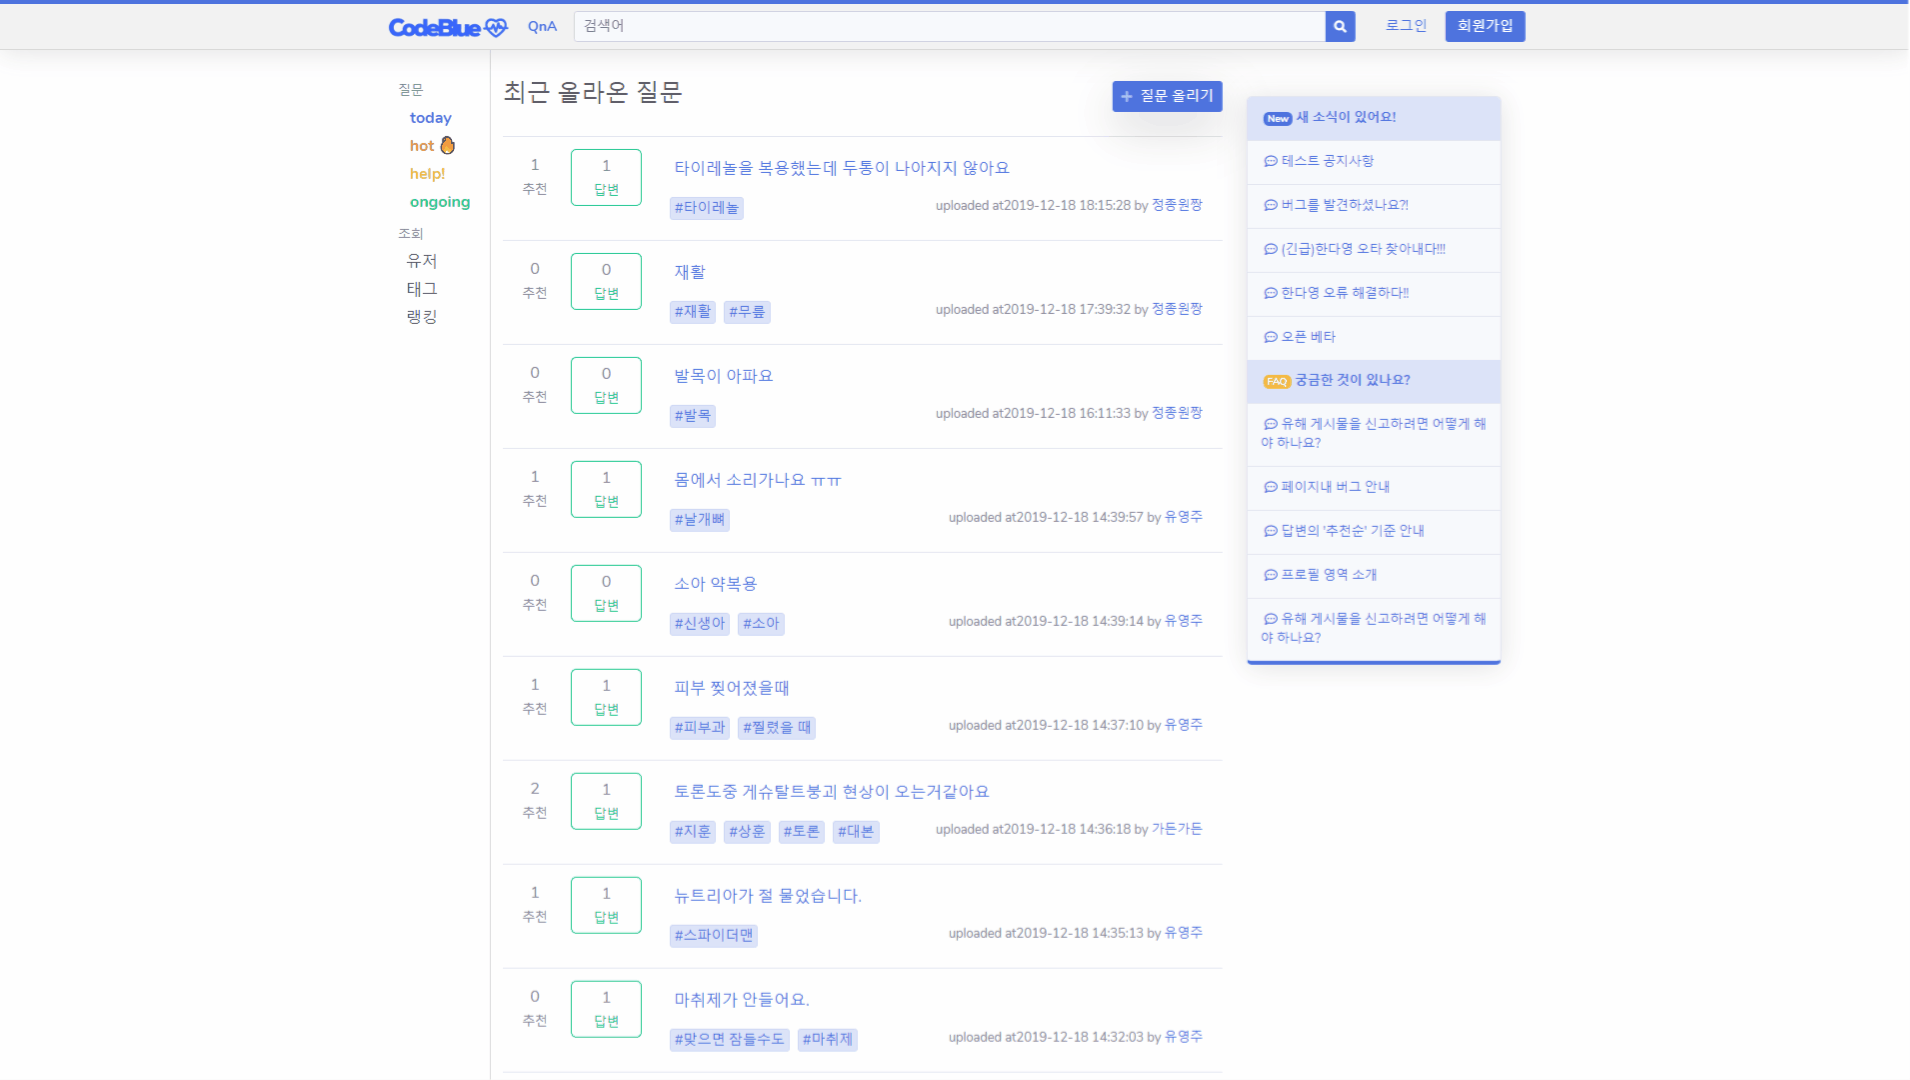 CodeBlue QnA 검색어 로그인 회원가입
질문
today
hot
help!
ongoing
조회
유저
태그
랭킹
최근 올라온 질문
+ 질문 올리기
1 추천
1 답변
타이레놀을 복용했는데 두통이 나아지지 않아요
#타이레놀
uploaded at2019-12-18 18:15:28 by 정종원짱
0 추천
0 답변
재활
#재활 #무릎
uploaded at2019-12-18 17:39:32 by 정종원짱
0 추천
0 답변
발목이 아파요
#발목
uploaded at2019-12-18 16:11:33 by 정종원짱
1 추천
1 답변
몸에서 소리가나요 ㅠㅠ
#날개뼈
uploaded at2019-12-18 14:39:57 by 유영주
0 추천
0 답변
소아 약복용
#신생아 #소아
uploaded at2019-12-18 14:39:14 by 유영주
1 추천
1 답변
피부 찢어졌을때
#피부과 #찔렸을 때
uploaded at2019-12-18 14:37:10 by 유영주
2 추천
1 답변
토론도중 게슈탈트붕괴 현상이 오는거같아요
#지훈 #상훈 #토론 #대본
uploaded at2019-12-18 14:36:18 by 가든가든
1 추천
1 답변
뉴트리아가 절 물었습니다.
#스파이더맨
uploaded at2019-12-18 14:35:13 by 유영주
0 추천
1 답변
마취제가 안들어요.
#맞으면 잠들수도 #마취제
uploaded at2019-12-18 14:32:03 by 유영주
New 새 소식이 있어요!
테스트 공지사항
버그를 발견하셨나요?!
(긴급)한다영 오타 찾아내다!!!
한다영 오류 해결하다!!
오픈 베타
FAQ 궁금한 것이 있나요?
유해 게시물을 신고하려면 어떻게 해
야 하나요?
페이지내 버그 안내
답변의 '추천순' 기준 안내
프로필 영역 소개
유해 게시물을 신고하려면 어떻게 해
야 하나요?